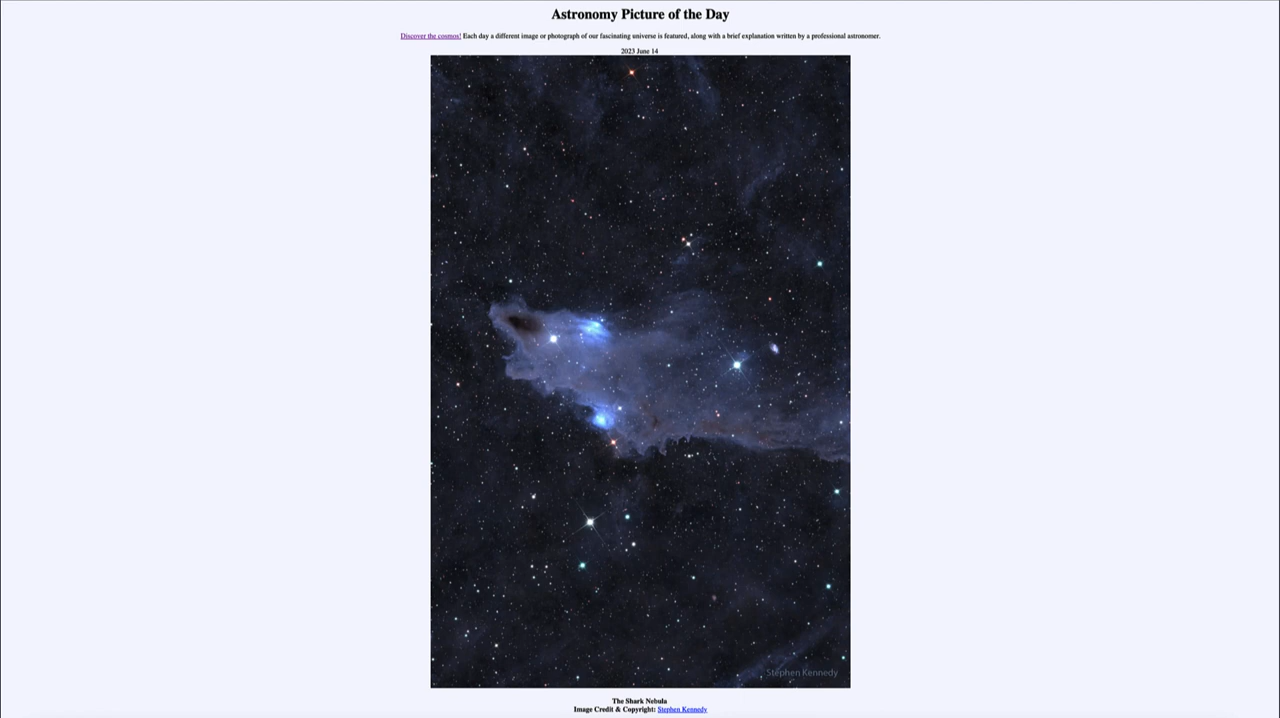 Astronomy Picture of the Day
Discover the cosmos! Each day a different image or photograph of our fascinating universe is featured, along with a brief explanation written by a professional astronomer.
2023 June 14
Stephen Kennedy
The Shark Nebula
Image Credit & Copyright: Stephen Kennedy